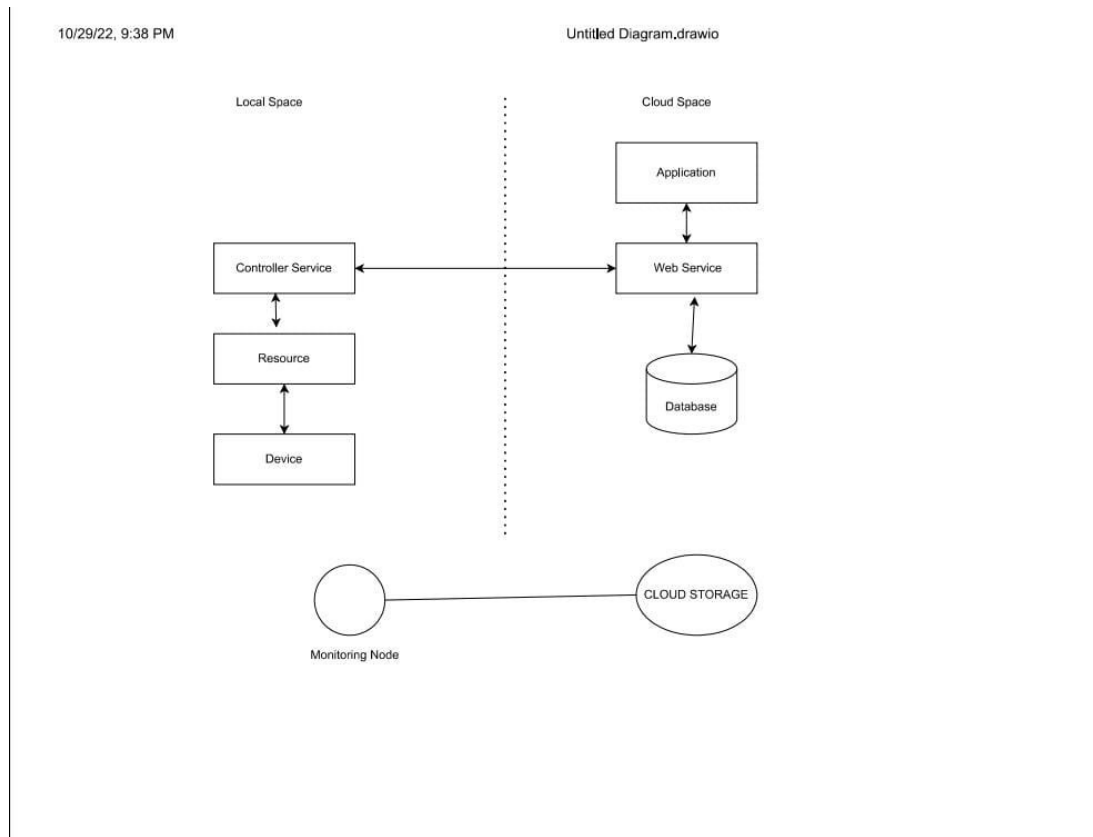 10/29/22, 9:38 PM
Untitled Diagram.drawio
Local Space
Cloud Space
Application
Controller Service
Web Service
Resource
Database
Device
CLOUD STORAGE
Monitoring Node